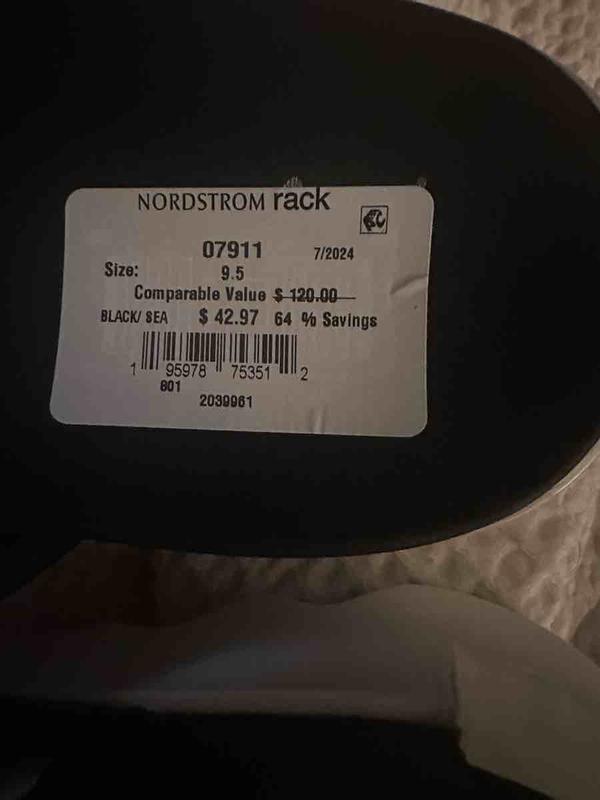 NORDSTROM rack
07911 7/2024
Size: 9.5
Comparable Value $ 120.00
BLACK/ SEA $ 42.97 64 % Savings
1 95978 75351 2
801
2039961